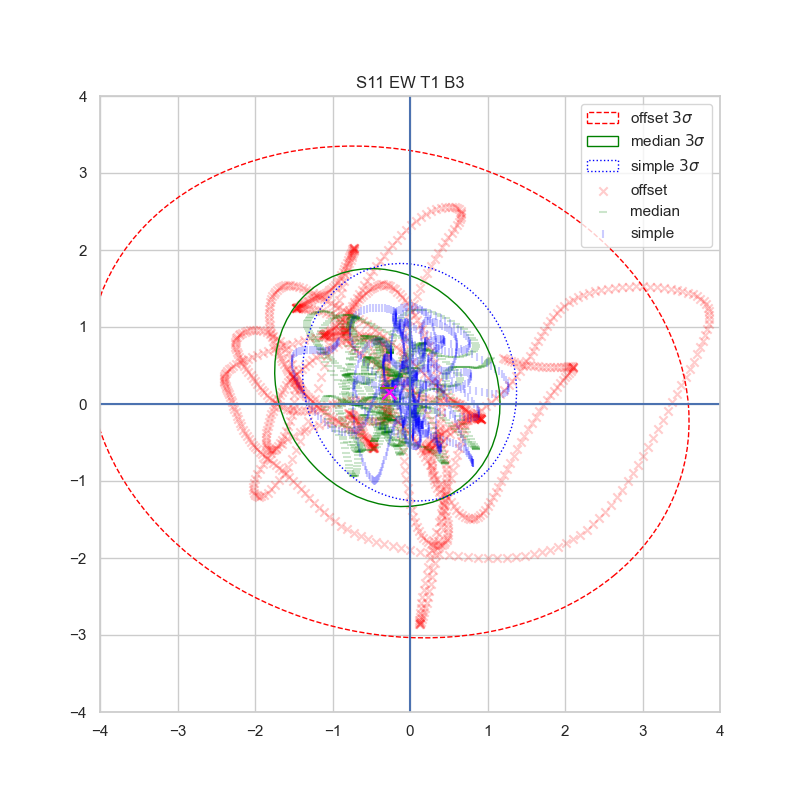 S11 EW T1 B3
offset 3σ
median 3σ
simple 3σ
offset
median
simple
4
3
2
1
0
−1
−2
−3
−4
−4 −3 −2 −1 0 1 2 3 4